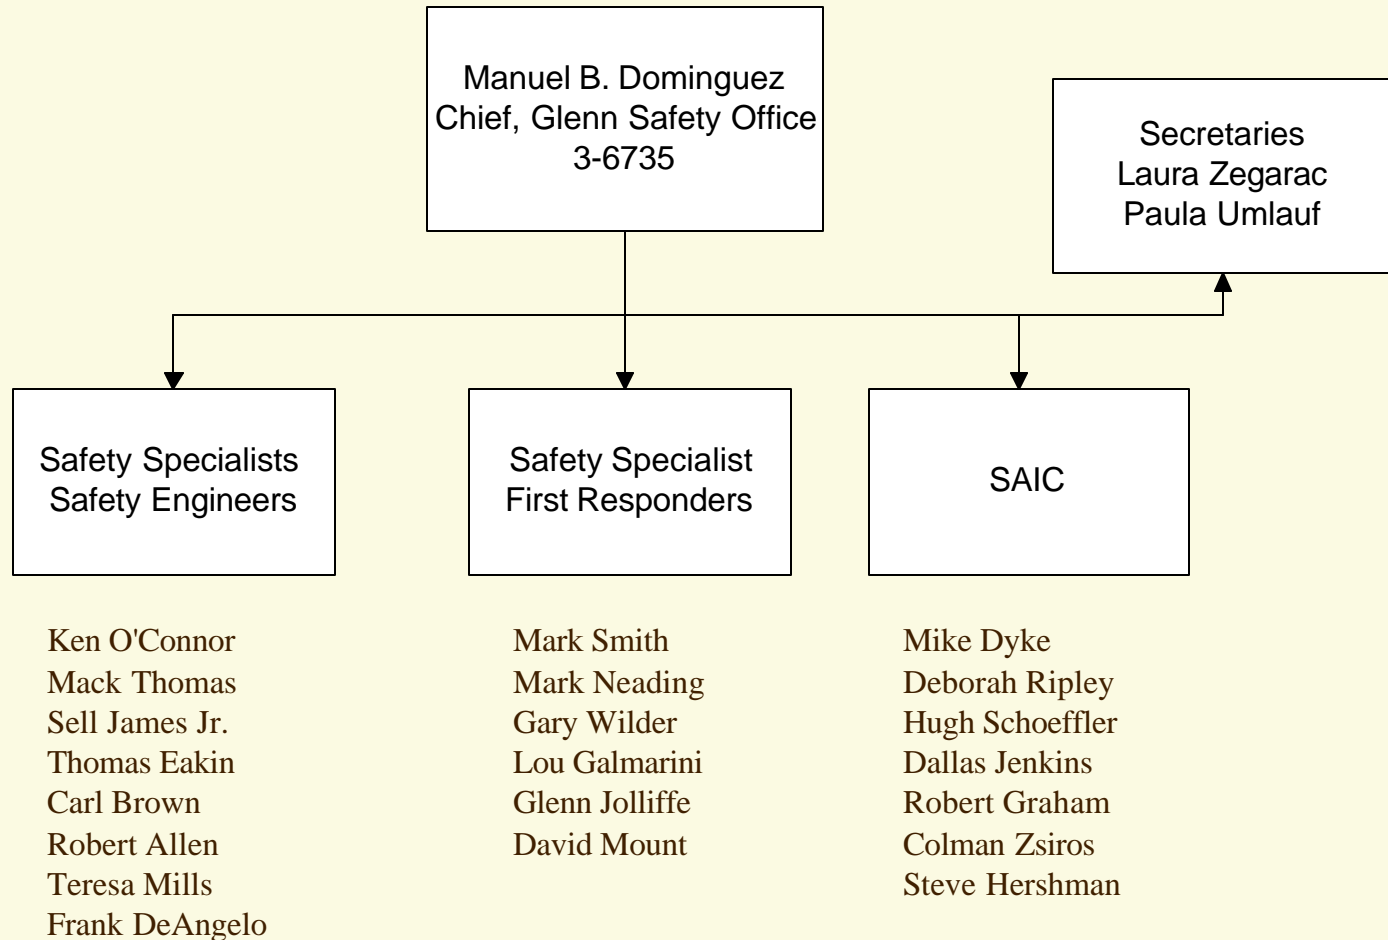 Manuel B. Dominguez
Chief, Glenn Safety Office
3-6735
Secretaries
Laura Zegarac
Paula Umlauf
Safety Specialists
Safety Engineers
Safety Specialist
First Responders
SAIC
Ken O'Connor
Mack Thomas
Sell James Jr.
Thomas Eakin
Carl Brown
Robert Allen
Teresa Mills
Frank DeAngelo
Mark Smith
Mark Neading
Gary Wilder
Lou Galmarini
Glenn Jolliffe
David Mount
Mike Dyke
Deborah Ripley
Hugh Schoeffler
Dallas Jenkins
Robert Graham
Colman Zsiros
Steve Hershman